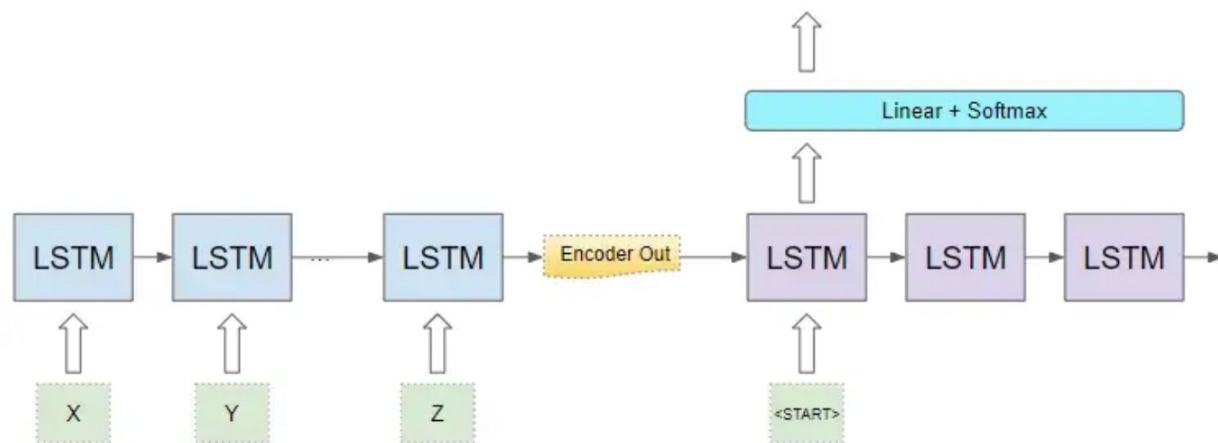 Linear + Softmax
LSTM LSTM ... LSTM Encoder Out LSTM LSTM LSTM
X Y Z <START>